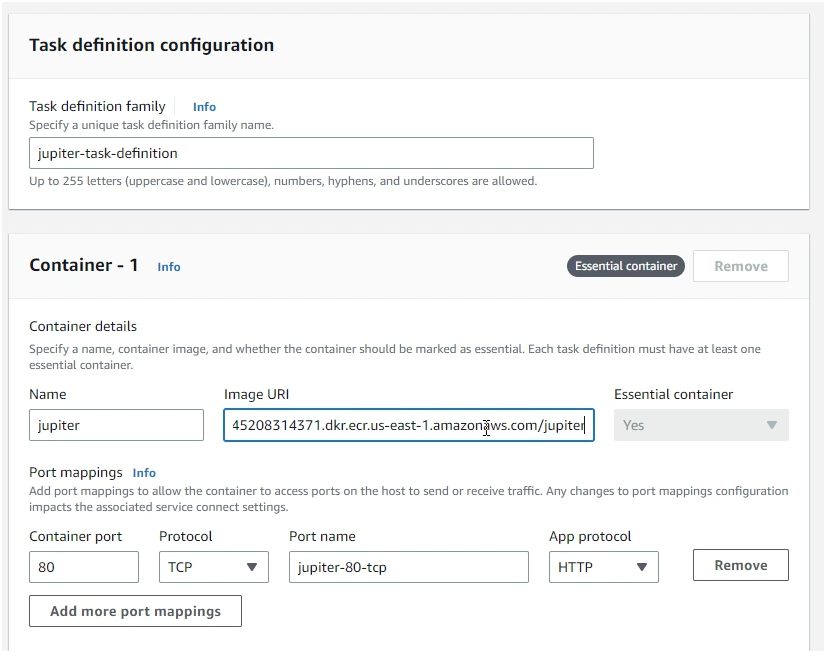 Task definition configuration
Task definition family Info
Specify a unique task definition family name.
jupiter-task-definition
Up to 255 letters (uppercase and lowercase), numbers, hyphens, and underscores are allowed.
Container - 1 Info Essential container Remove
Container details
Specify a name, container image, and whether the container should be marked as essential. Each task definition must have at least one
essential container.
Name Image URI Essential container
jupiter 45208314371.dkr.ecr.us-east-1.amazonaws.com/jupiter Yes
Port mappings Info
Add port mappings to allow the container to access ports on the host to send or receive traffic. Any changes to port mappings configuration
impacts the associated service connect settings.
Container port Protocol Port name App protocol
80 TCP jupiter-80-tcp HTTP Remove
Add more port mappings